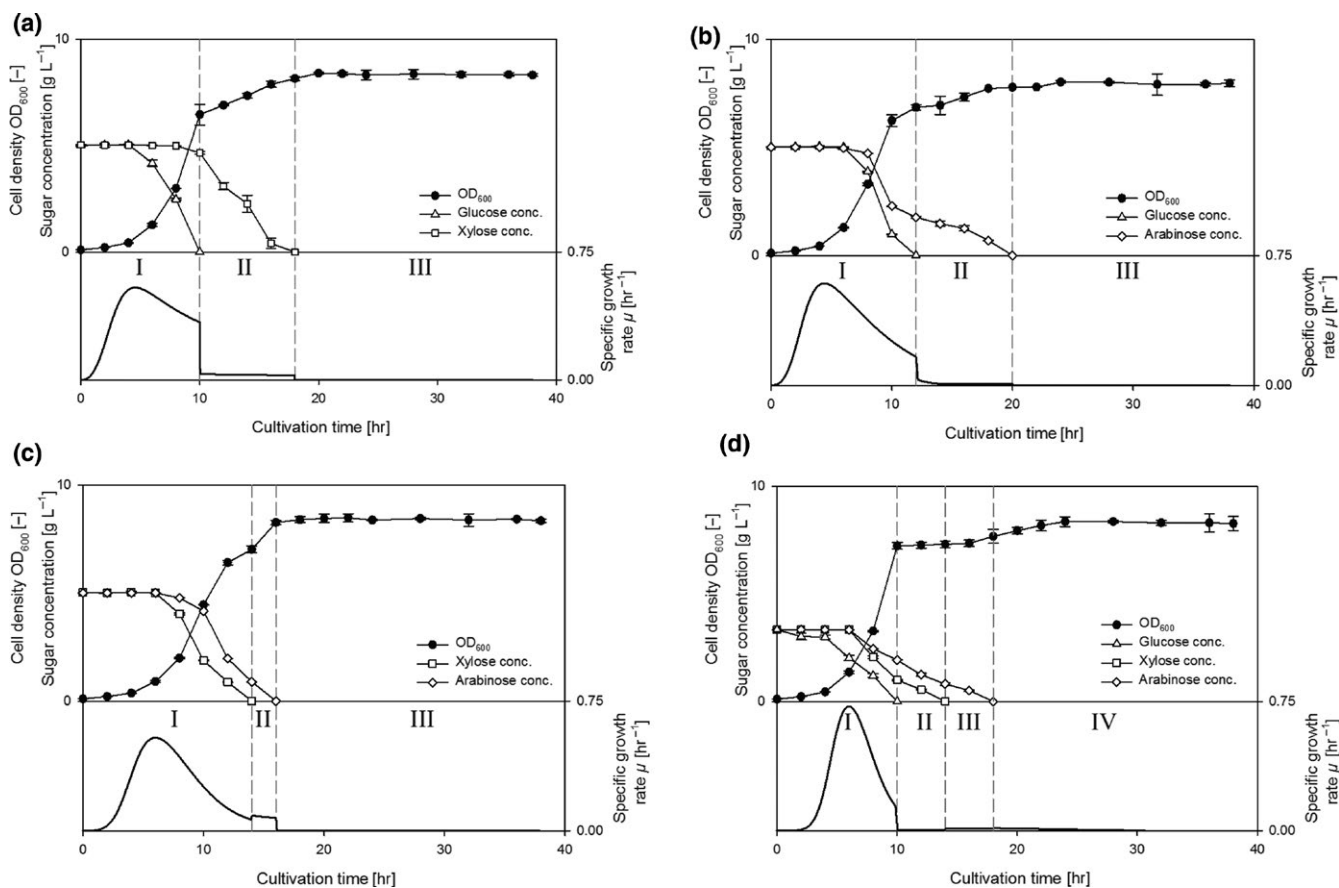 (a)
10
Cell density OD600 [–]
Sugar concentration [g L⁻¹]
OD600
Glucose conc.
Xylose conc.
0
0.75
I II III
Specific growth
rate µ [hr⁻¹]
0.00
0 10 20 30 40
Cultivation time [hr]
(b)
10
Cell density OD600 [–]
Sugar concentration [g L⁻¹]
OD600
Glucose conc.
Arabinose conc.
0
0.75
I II III
Specific growth
rate µ [hr⁻¹]
0.00
0 10 20 30 40
Cultivation time [hr]
(c)
10
Cell density OD600 [–]
Sugar concentration [g L⁻¹]
OD600
Xylose conc.
Arabinose conc.
0
0.75
I II III
Specific growth
rate µ [hr⁻¹]
0.00
0 10 20 30 40
Cultivation time [hr]
(d)
10
Cell density OD600 [–]
Sugar concentration [g L⁻¹]
OD600
Glucose conc.
Xylose conc.
Arabinose conc.
0
0.75
I II III IV
Specific growth
rate µ [hr⁻¹]
0.00
0 10 20 30 40
Cultivation time [hr]